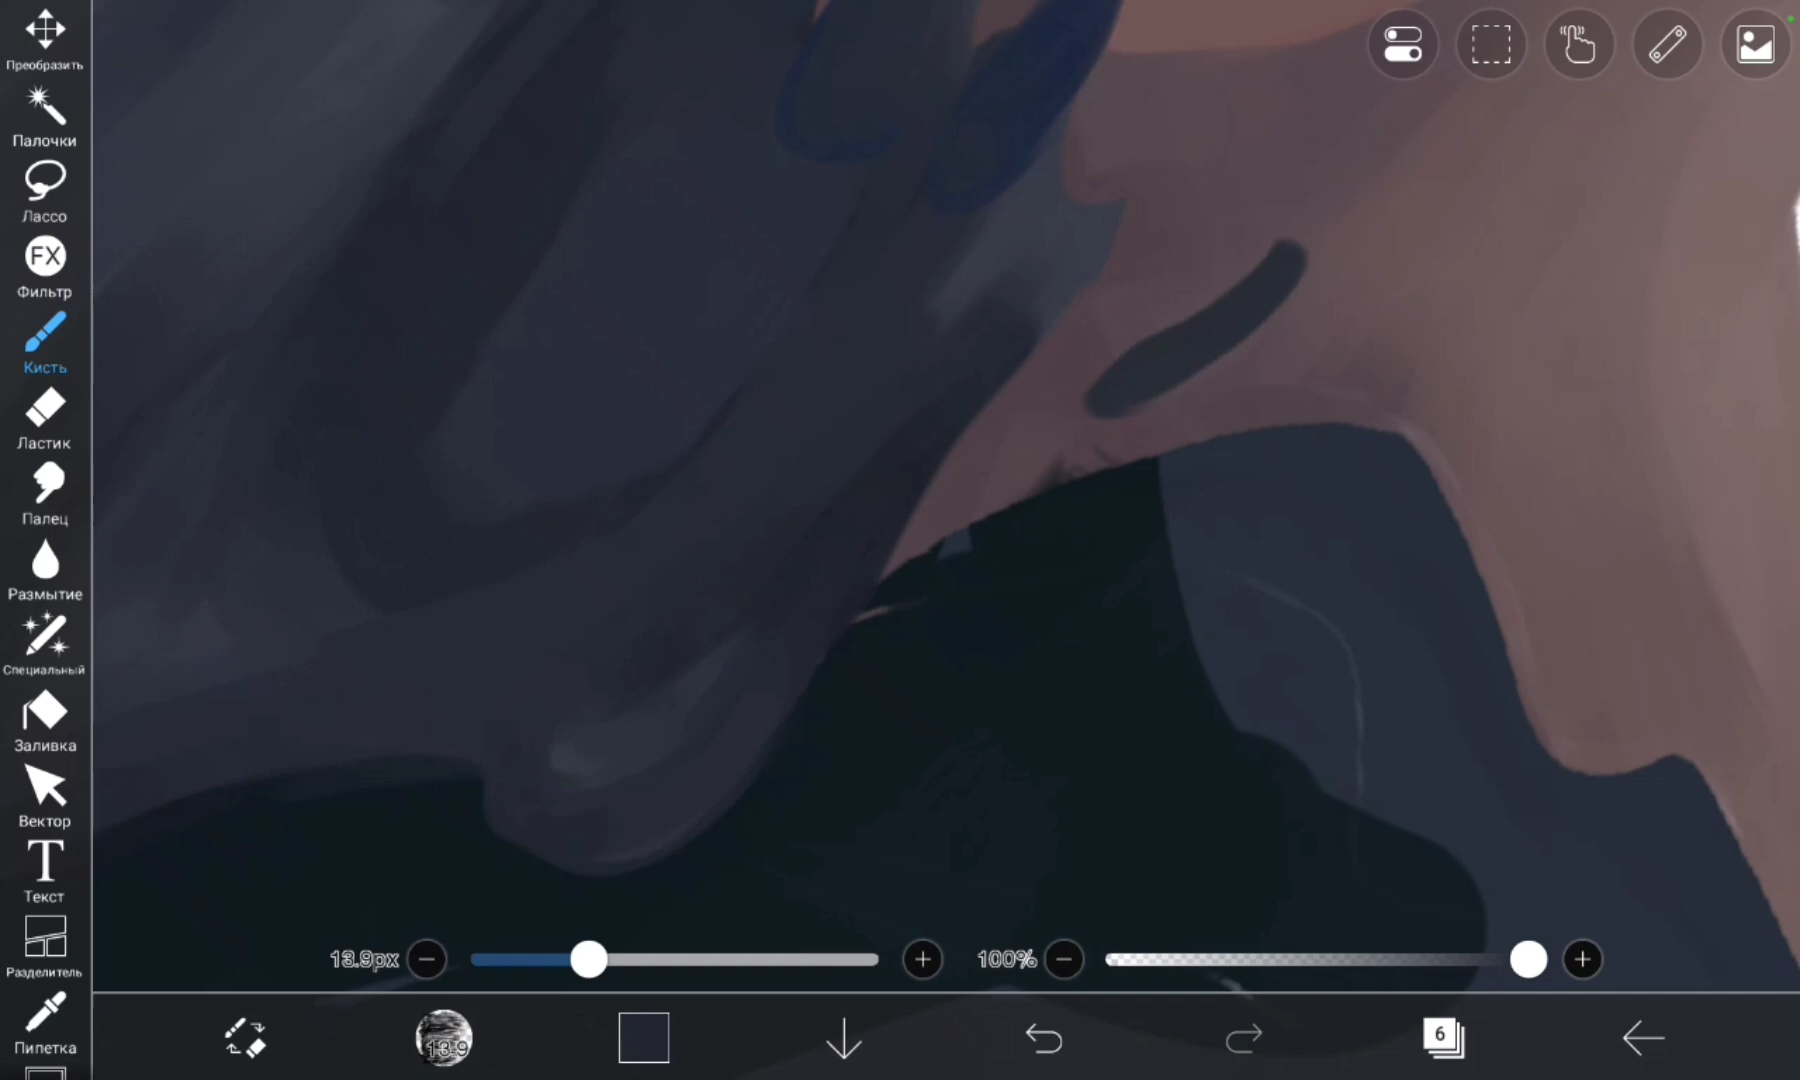 Преобразить
Палочки
Лассо
FX
Фильтр
Кисть
Ластик
Палец
Размытие
Специальный
Заливка
Вектор
T
Текст
Разделитель
Пипетка
13.9px
100%
13.9
6